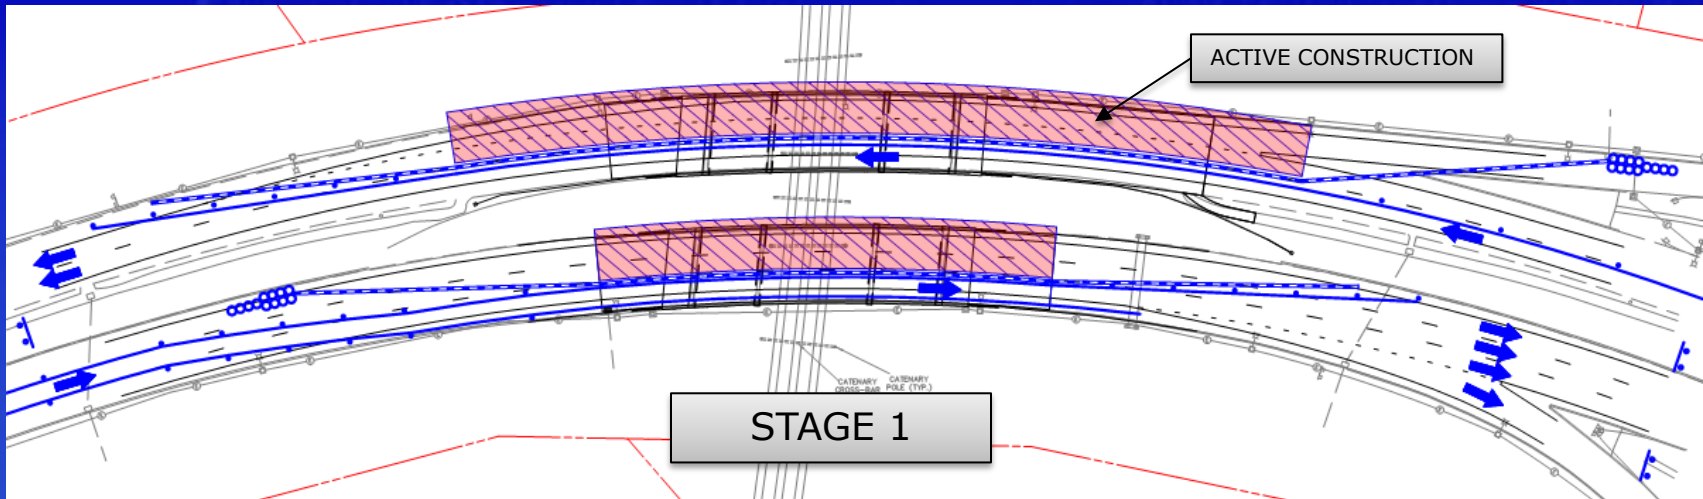 ACTIVE CONSTRUCTION
CATENARY
CROSS-BAR
CATENARY
POLE (TYP.)
STAGE 1